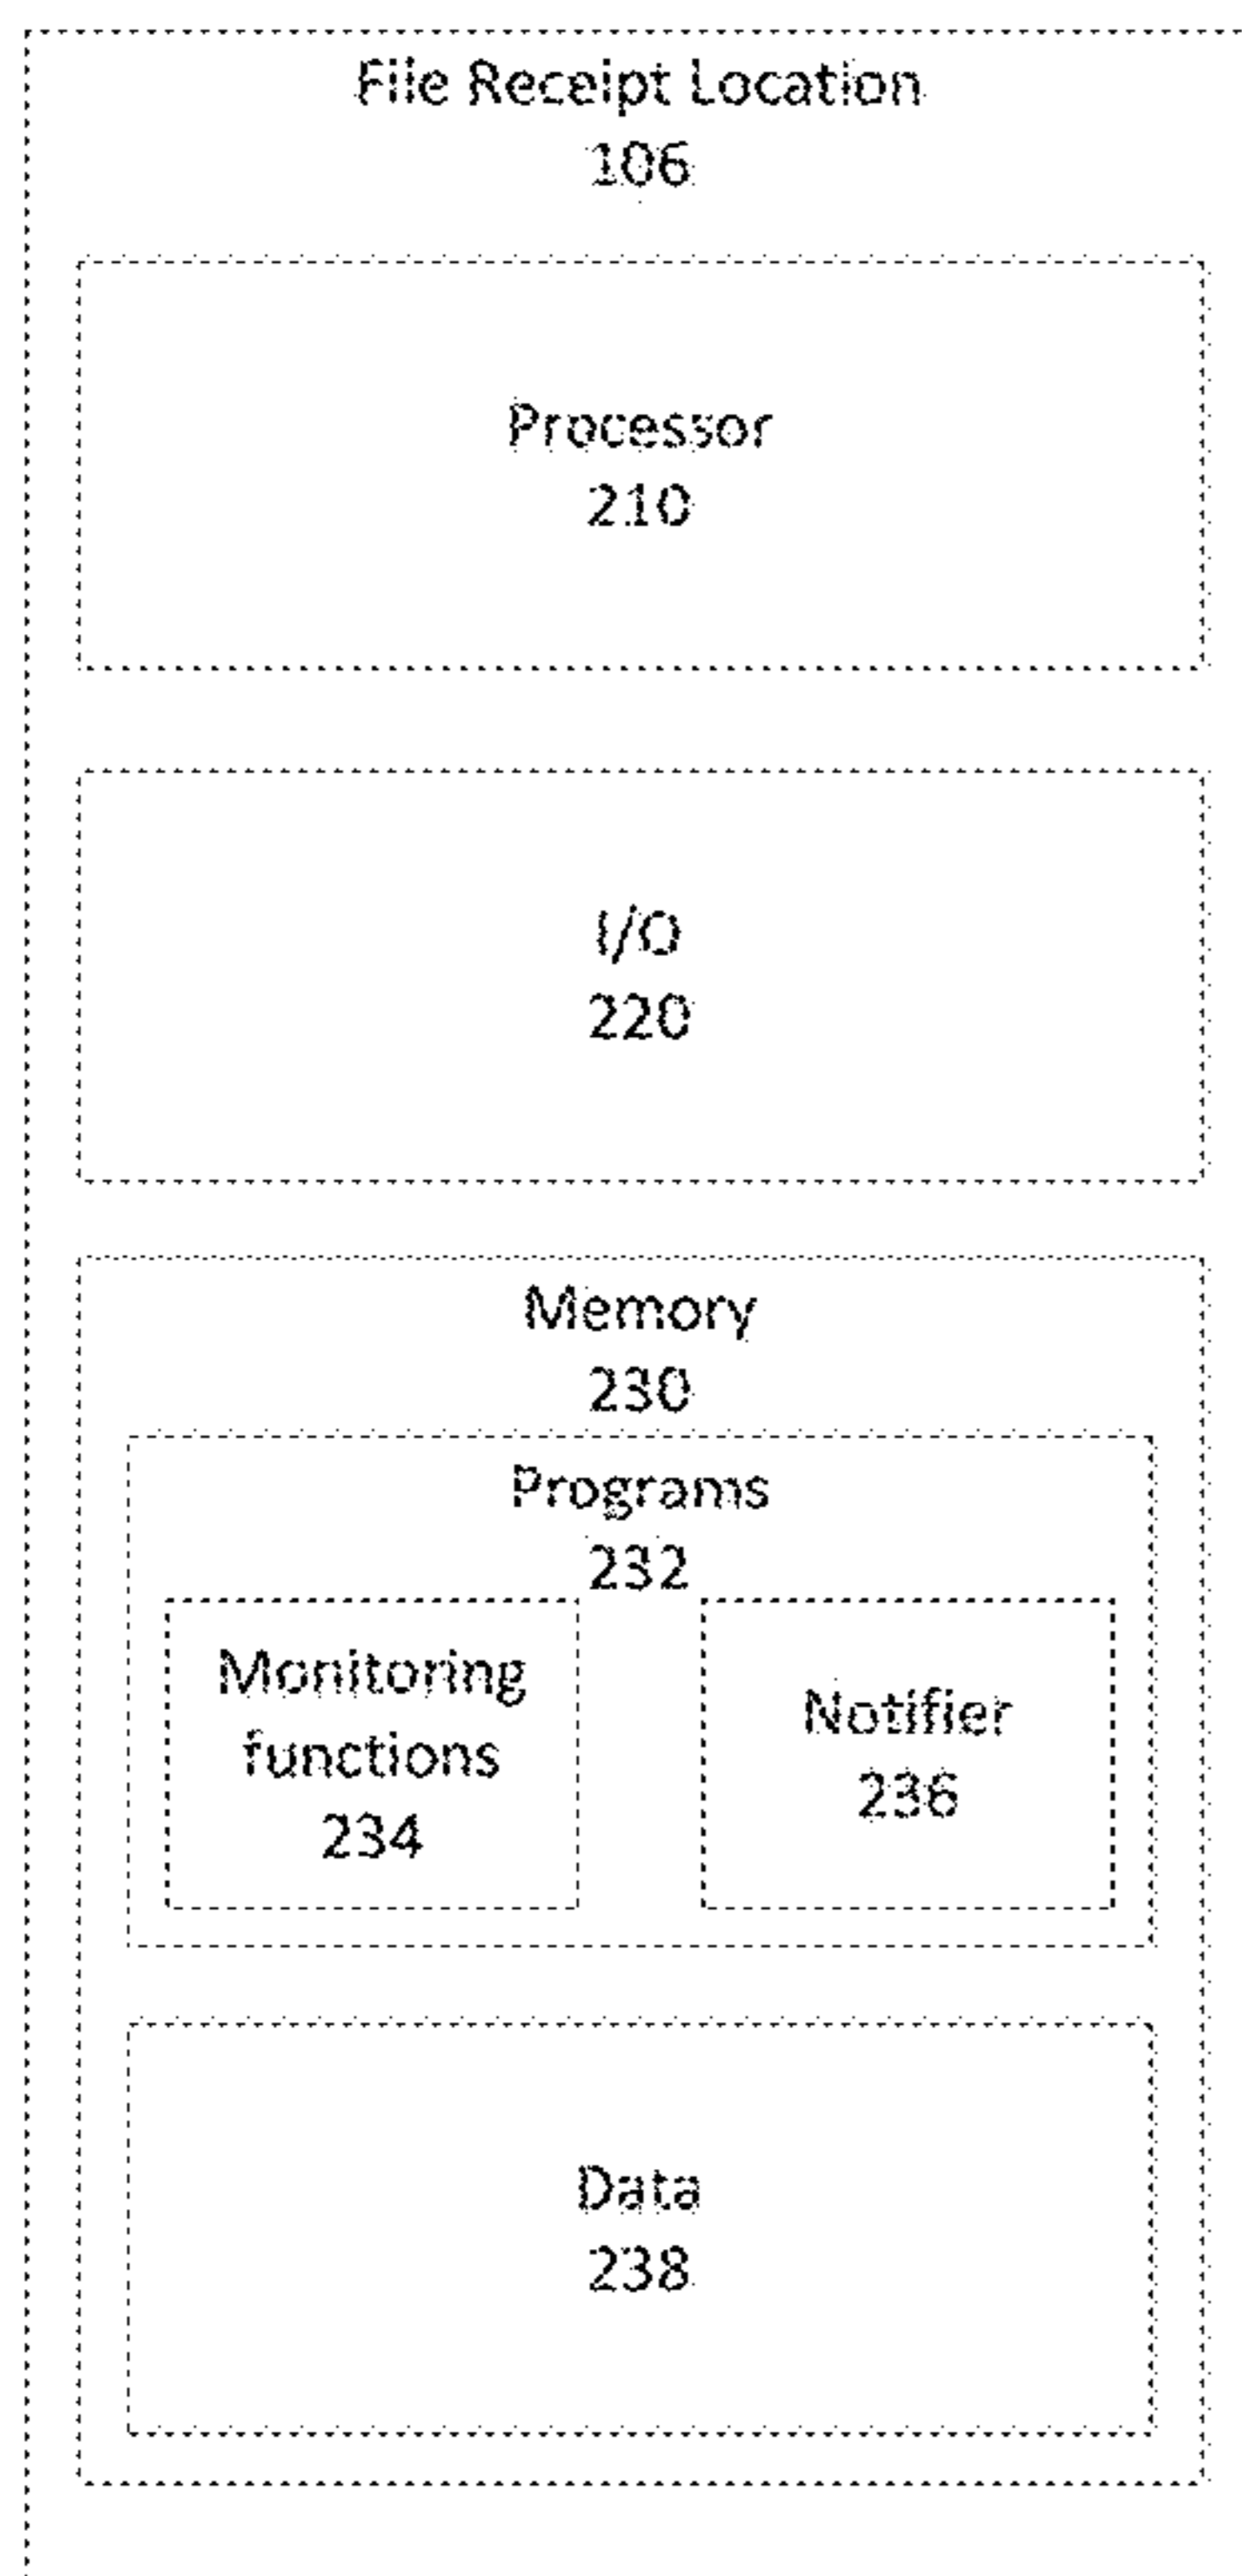 File Receipt Location
106
Processor
210
I/O
220
Memory
230
Programs
232
Monitoring
functions
234
Notifier
236
Data
238